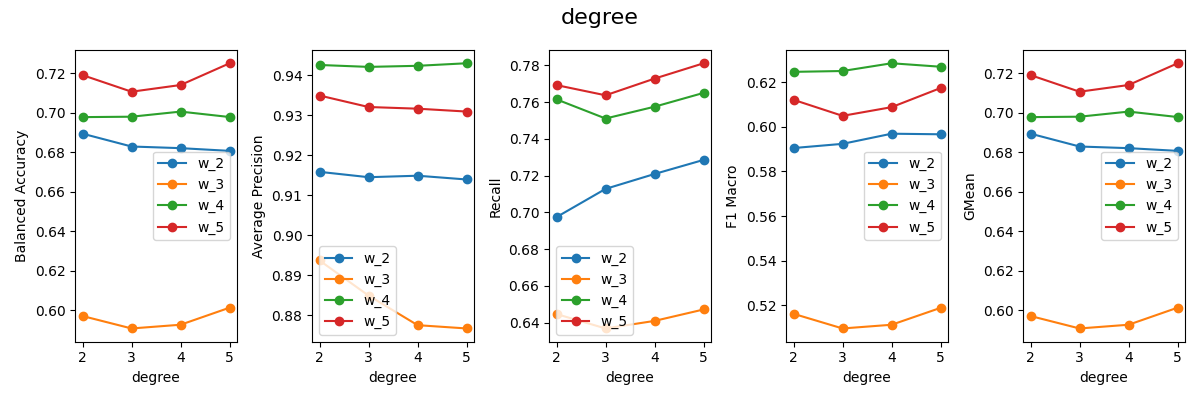 degree
Balanced Accuracy
0.72
0.70
0.68
0.66
0.64
0.62
0.60
w_2
w_3
w_4
w_5
2 3 4 5
degree
Average Precision
0.94
0.93
0.92
0.91
0.90
0.89
0.88
w_2
w_3
w_4
w_5
2 3 4 5
degree
Recall
0.78
0.76
0.74
0.72
0.70
0.68
0.66
0.64
w_2
w_3
w_4
w_5
2 3 4 5
degree
F1 Macro
0.62
0.60
0.58
0.56
0.54
0.52
w_2
w_3
w_4
w_5
2 3 4 5
degree
GMean
0.72
0.70
0.68
0.66
0.64
0.62
0.60
w_2
w_3
w_4
w_5
2 3 4 5
degree